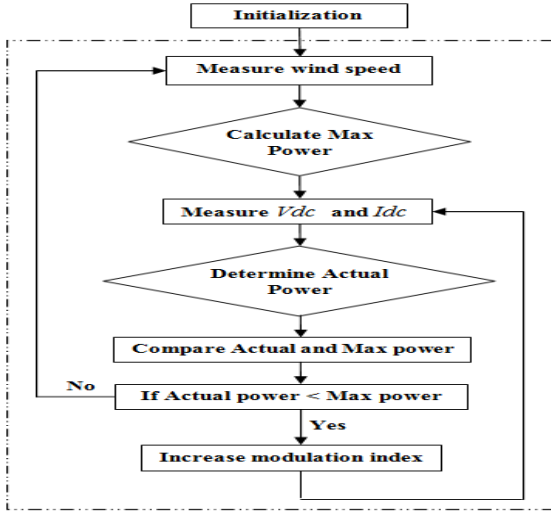 Initialization
Measure wind speed
Calculate Max
Power
Measure Vdc and Idc
Determine Actual
Power
Compare Actual and Max power
No
If Actual power < Max power
Yes
Increase modulation index